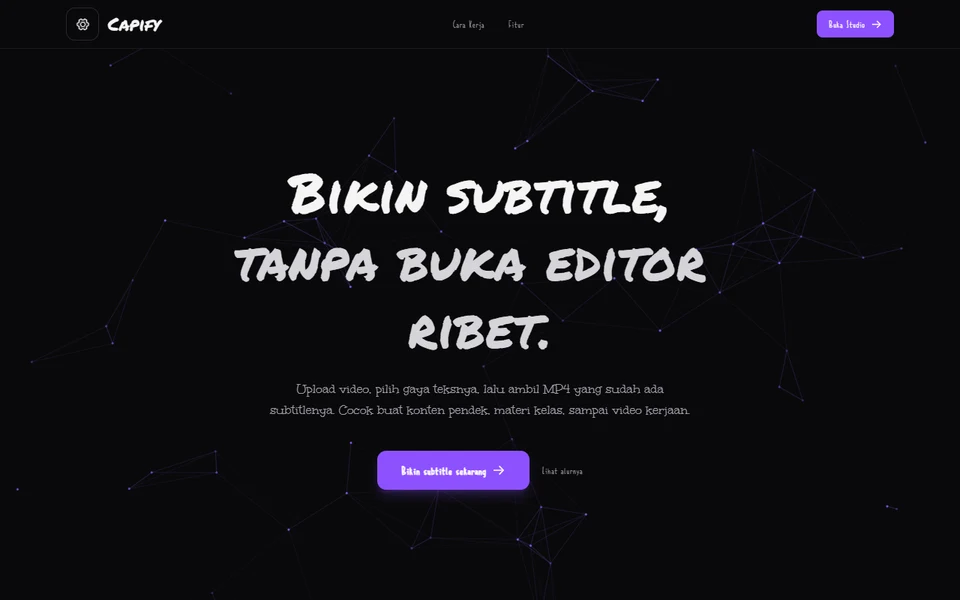 CAPIFY
Cara Kerja
Fitur
Buka Studio
BIKIN SUBTITLE,
TANPA BUKA EDITOR
RIBET.
Upload video, pilih gaya teksnya, lalu ambil MP4 yang sudah ada
subtitlenya. Cocok buat konten pendek, materi kelas, sampai video kerjaan.
Bikin subtitle sekarang
Lihat alurnya